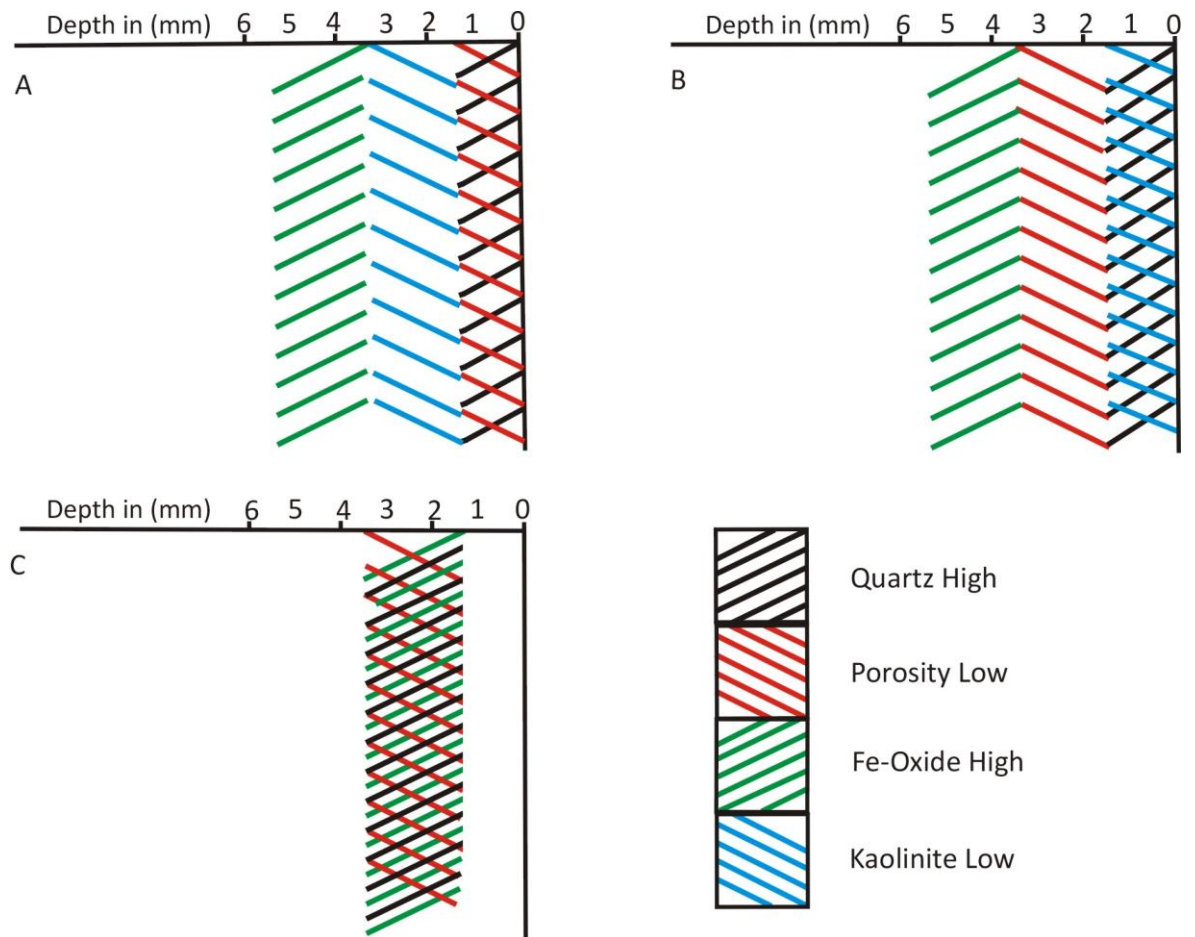 Depth in (mm) 6 5 4 3 2 1 0
A
Depth in (mm) 6 5 4 3 2 1 0
B
Depth in (mm) 6 5 4 3 2 1 0
C
Quartz High
Porosity Low
Fe-Oxide High
Kaolinite Low